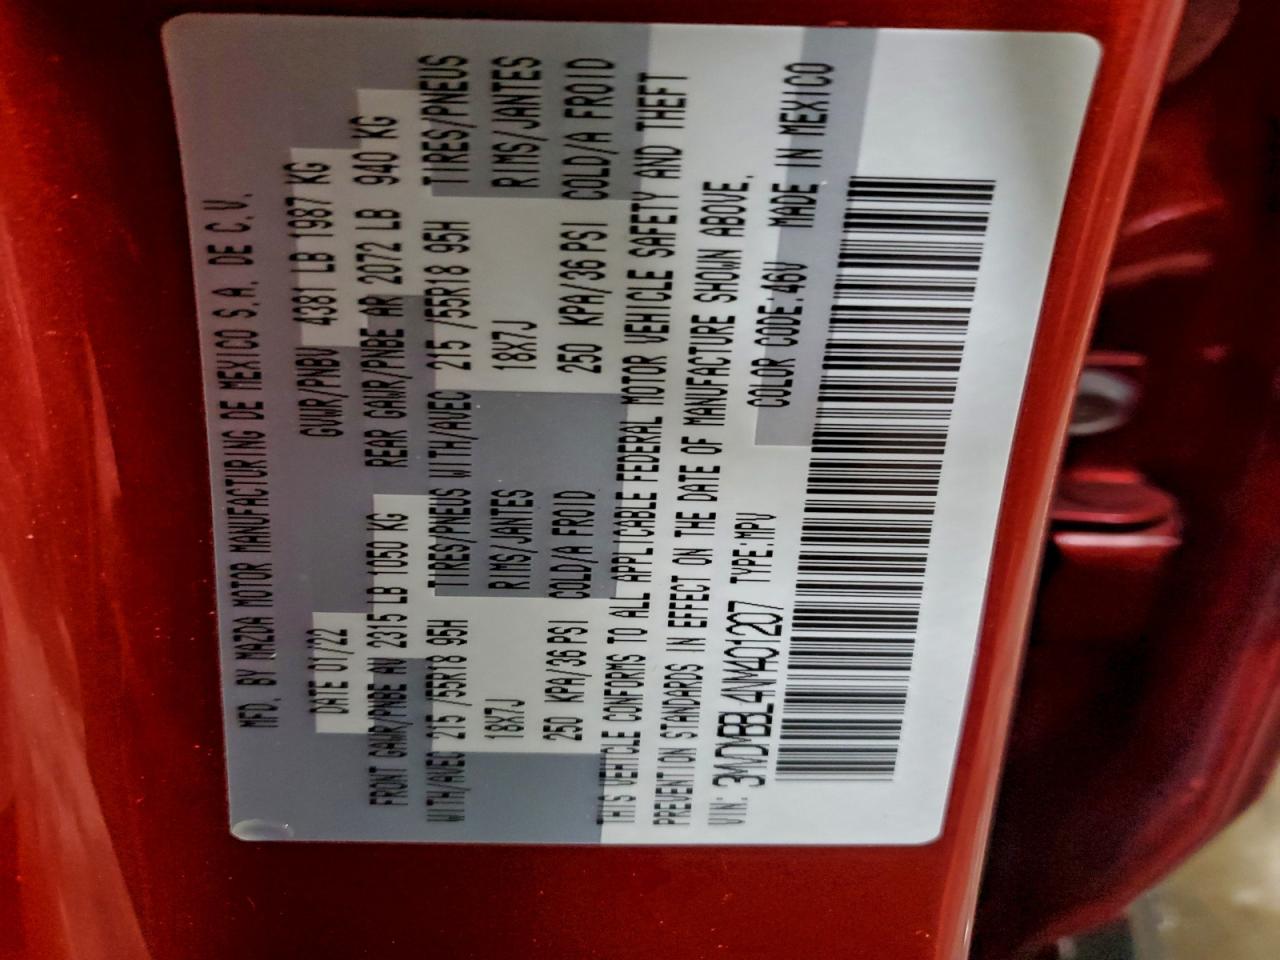 MFD. BY MAZDA MOTOR MANUFACTURING DE MEXICO S.A. DE C.V.
DATE 01/22 GVWR/PNBV 4381 LB 1987 KG
FRONT GAWR/PNBE AV 2315 LB 1050 KG REAR GAWR/PNBE AR 2072 LB 940 KG
WITH/AVEC 215 /55R18 95H TIRES/PNEUS WITH/AVEC 215 /55R18 95H TIRES/PNEUS
18X7J RIMS/JANTES 18X7J RIMS/JANTES
250 KPA/36PSI COLD/A FROID 250 KPA/36PSI COLD/A FROID
THIS VEHICLE CONFORMS TO ALL APPLICABLE FEDERAL MOTOR VEHICLE SAFETY AND THEFT
PREVENTION STANDARDS IN EFFECT ON THE DATE OF MANUFACTURE SHOWN ABOVE.
VIN: 3MVDMBBL4NM401207 TYPE:MPV COLOR CODE:46V MADE IN MEXICO